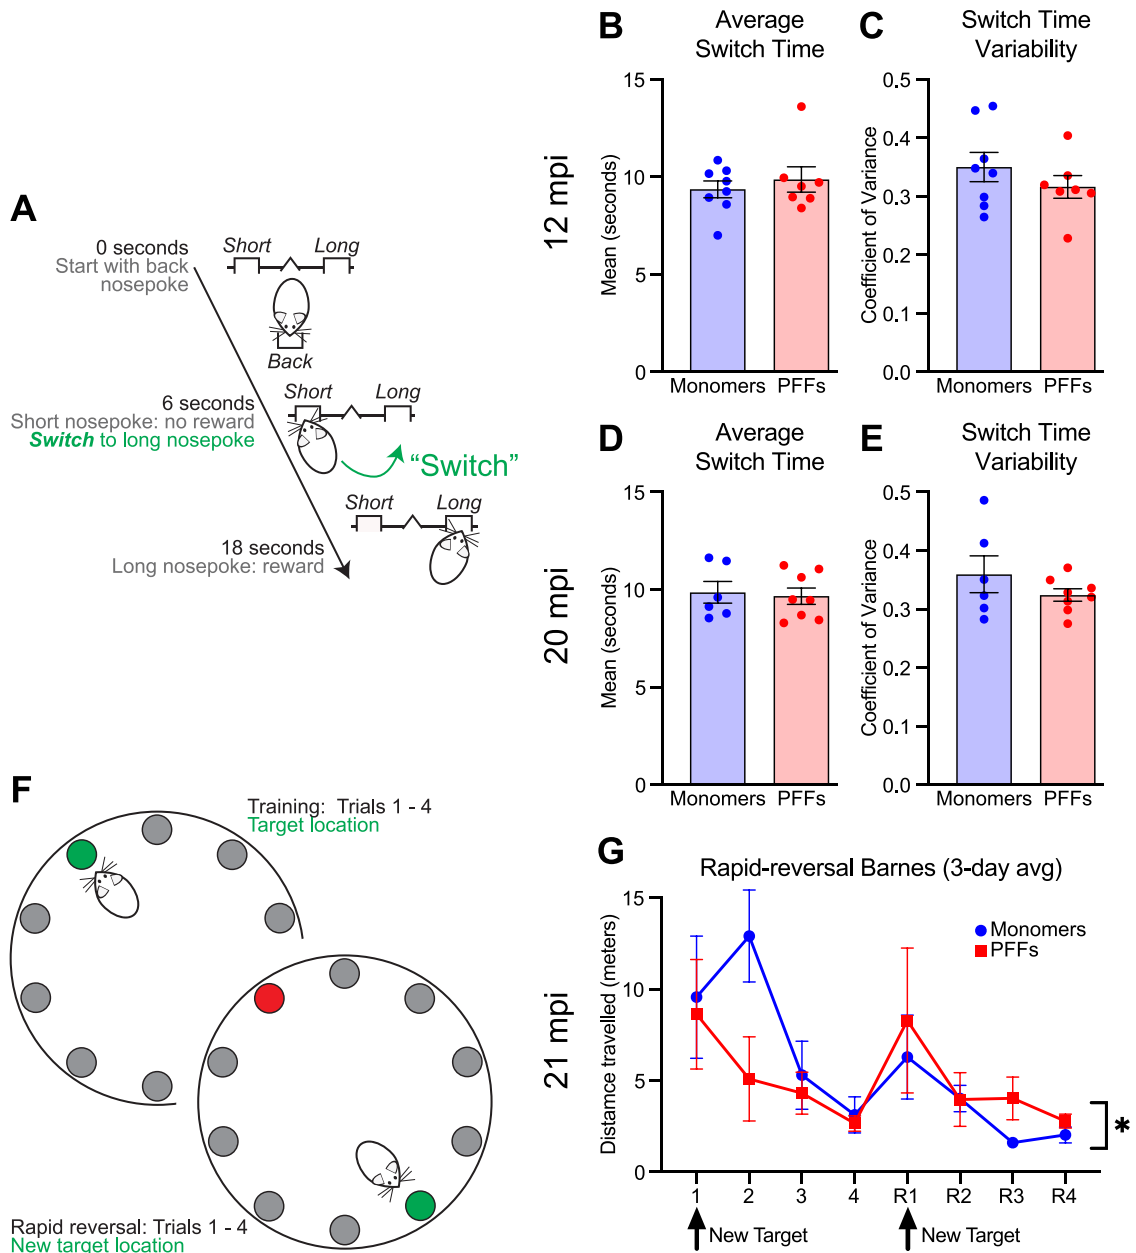 A
0 seconds
Start with back
nosepoke
Short Long
Back
6 seconds
Short nosepoke: no reward
Switch to long nosepoke
Short Long
“Switch”
Short Long
18 seconds
Long nosepoke: reward
12 mpi
B
Average
Switch Time
Mean (seconds)
15
10
5
0
Monomers PFFs
C
Switch Time
Variability
Coefficient of Variance
0.5
0.4
0.3
0.2
0.1
0.0
Monomers PFFs
20 mpi
D
Average
Switch Time
Mean (seconds)
15
10
5
0
Monomers PFFs
E
Switch Time
Variability
Coefficient of Variance
0.5
0.4
0.3
0.2
0.1
0.0
Monomers PFFs
F
Training: Trials 1 - 4
Target location
Rapid reversal: Trials 1 - 4
New target location
21 mpi
G
Rapid-reversal Barnes (3-day avg)
Distamce travelled (meters)
15
10
5
0
Monomers
PFFs
*
1 2 3 4 R1 R2 R3 R4
New Target New Target